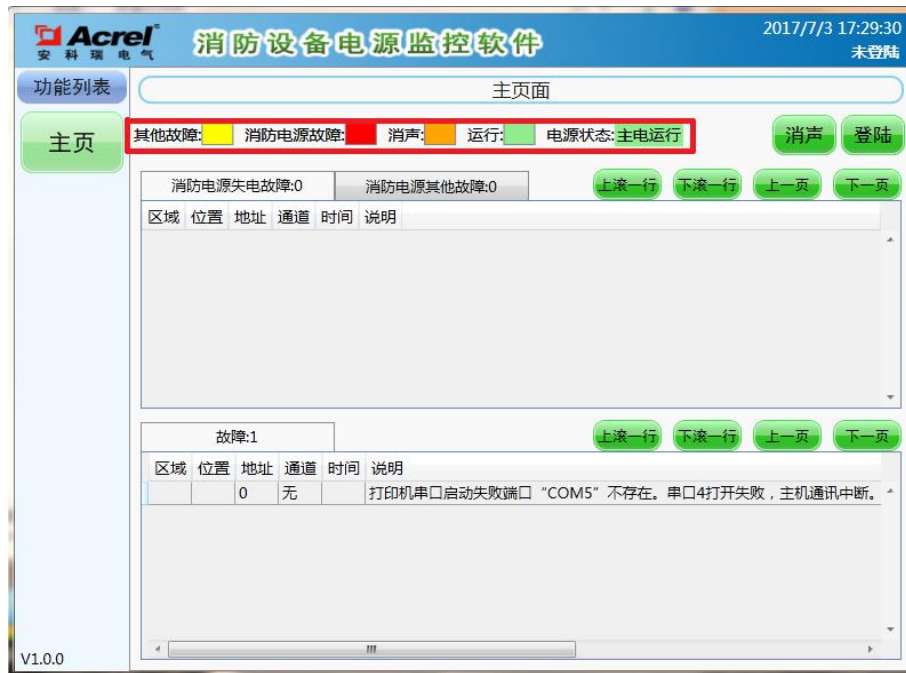 Acrel
安科瑞电气
消防设备电源监控软件
2017/7/3 17:29:30
未登陆
功能列表
主页面
主页
其他故障: 消防电源故障: 消声: 运行: 电源状态:主电运行
消声 登陆
消防电源失电故障:0 消防电源其他故障:0
上滚一行 下滚一行 上一页 下一页
区域 位置 地址 通道 时间 说明
故障:1
上滚一行 下滚一行 上一页 下一页
区域 位置 地址 通道 时间 说明
0 无 打印机串口启动失败端口“COM5”不存在。串口4打开失败，主机通讯中断。
V1.0.0